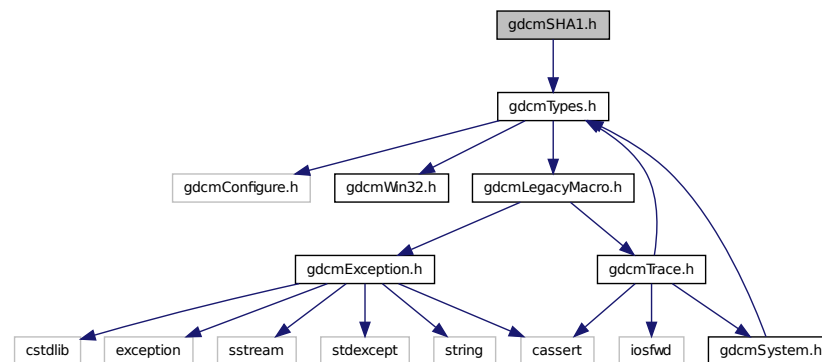 gdcmSHA1.h
gdcmTypes.h
gdcmConfigure.h
gdcmWin32.h
gdcmLegacyMacro.h
gdcmException.h
gdcmTrace.h
cstdlib
exception
sstream
stdexcept
string
cassert
iosfwd
gdcmSystem.h